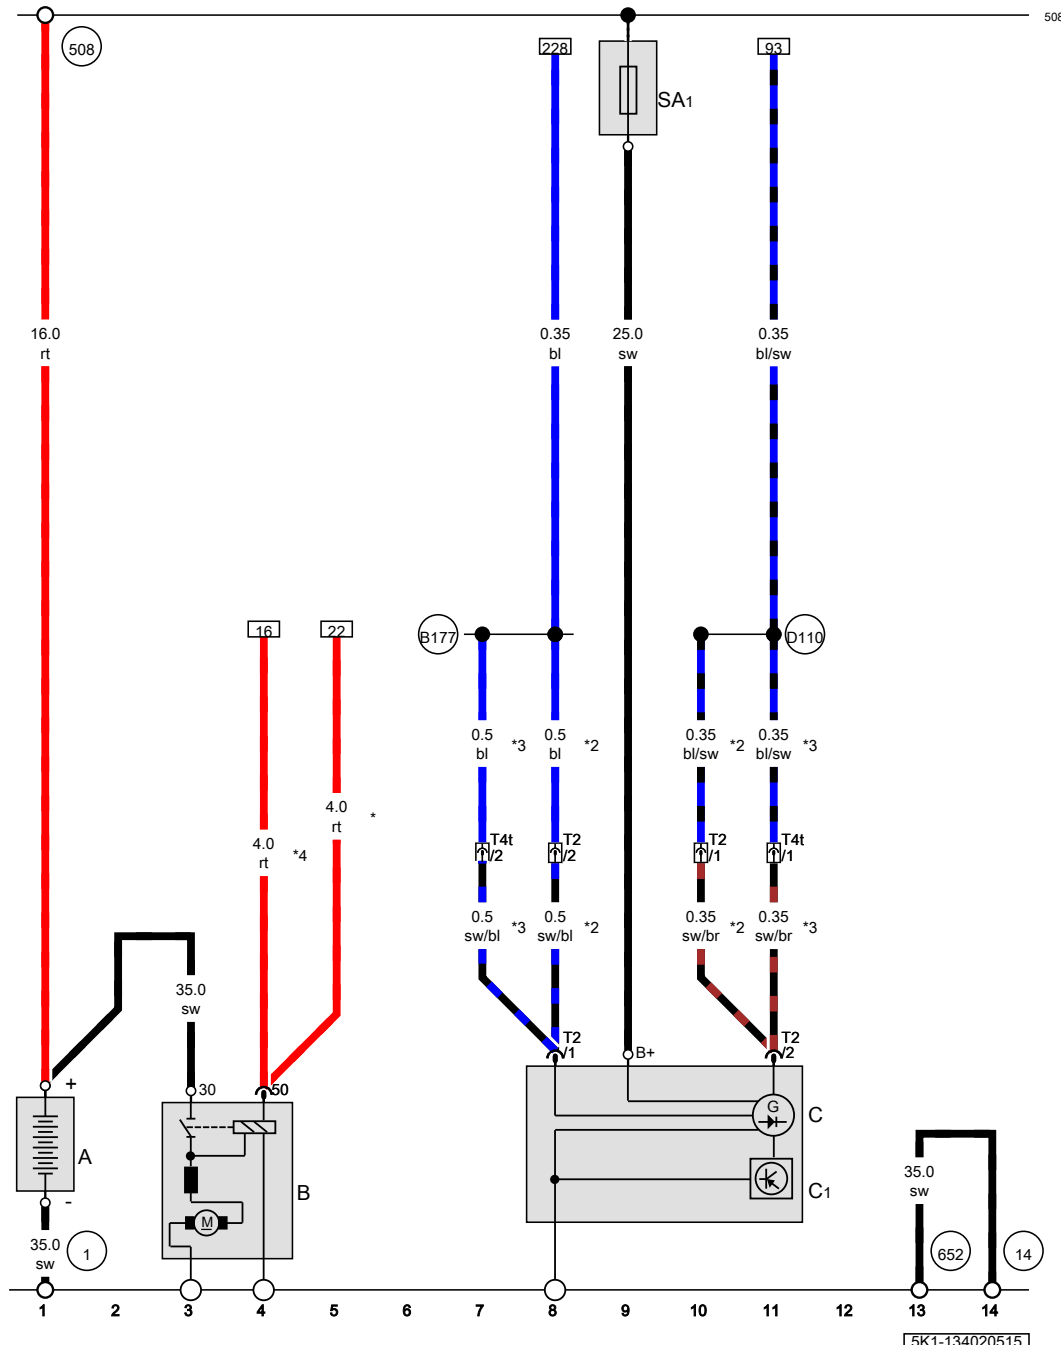 508
508
228
93
SA1
16.0
rt
0.35
bl
25.0
sw
0.35
bl/sw
16
22
B177
D110
0.5
bl
*3
0.5
bl
*2
0.35
bl/sw
*2
0.35
bl/sw
*3
4.0
rt
*
4.0
rt
*4
T4t
/2
T2
/2
T2
/1
T4t
/1
0.5
sw/bl
*3
0.5
sw/bl
*2
0.35
sw/br
*2
0.35
sw/br
*3
35.0
sw
T2
/1
B+
T2
/2
+
30
50
G
C
A
B
C1
-
M
35.0
sw
35.0
sw
1
652
14
1 2 3 4 5 6 7 8 9 10 11 12 13 14
5K1-134020515